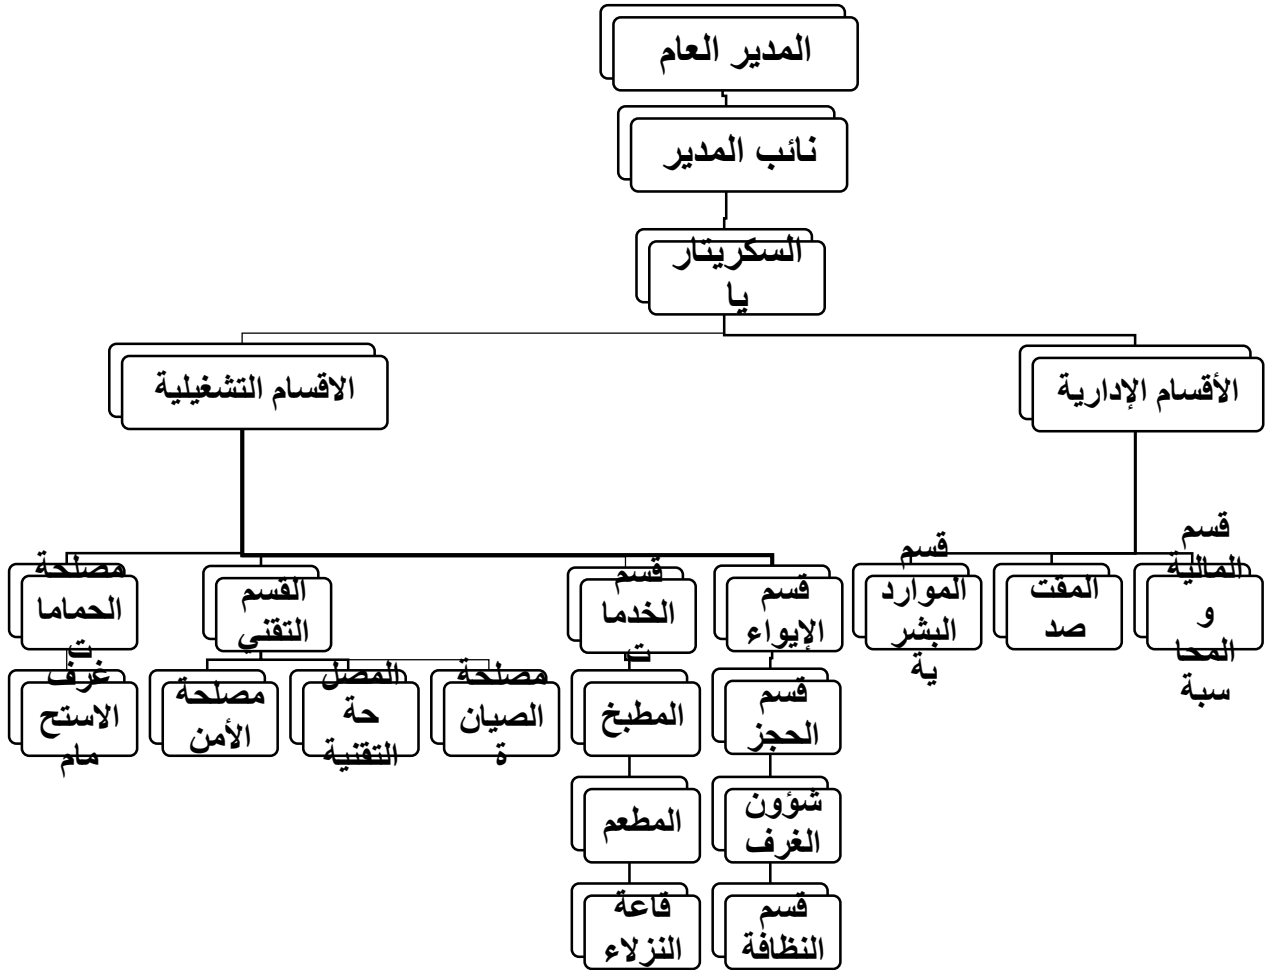 المدير العام
نائب المدير
السكريتار
يا
الأقسام الإدارية
الاقسام التشغيلية
قسم
المالية
و
المحا
سبة
المقت
صد
قسم
الموارد
البشر
ية
قسم
الإيواء
قسم
الخدما
ت
القسم
التقني
مصلحة
الحماما
ت
قسم
الحجز
شؤون
الغرف
قسم
النظافة
المطبخ
المطعم
قاعة
النزلاء
مصلحة
الصيان
ة
المصل
حة
التقنية
مصلحة
الأمن
غرف
الاستح
مام